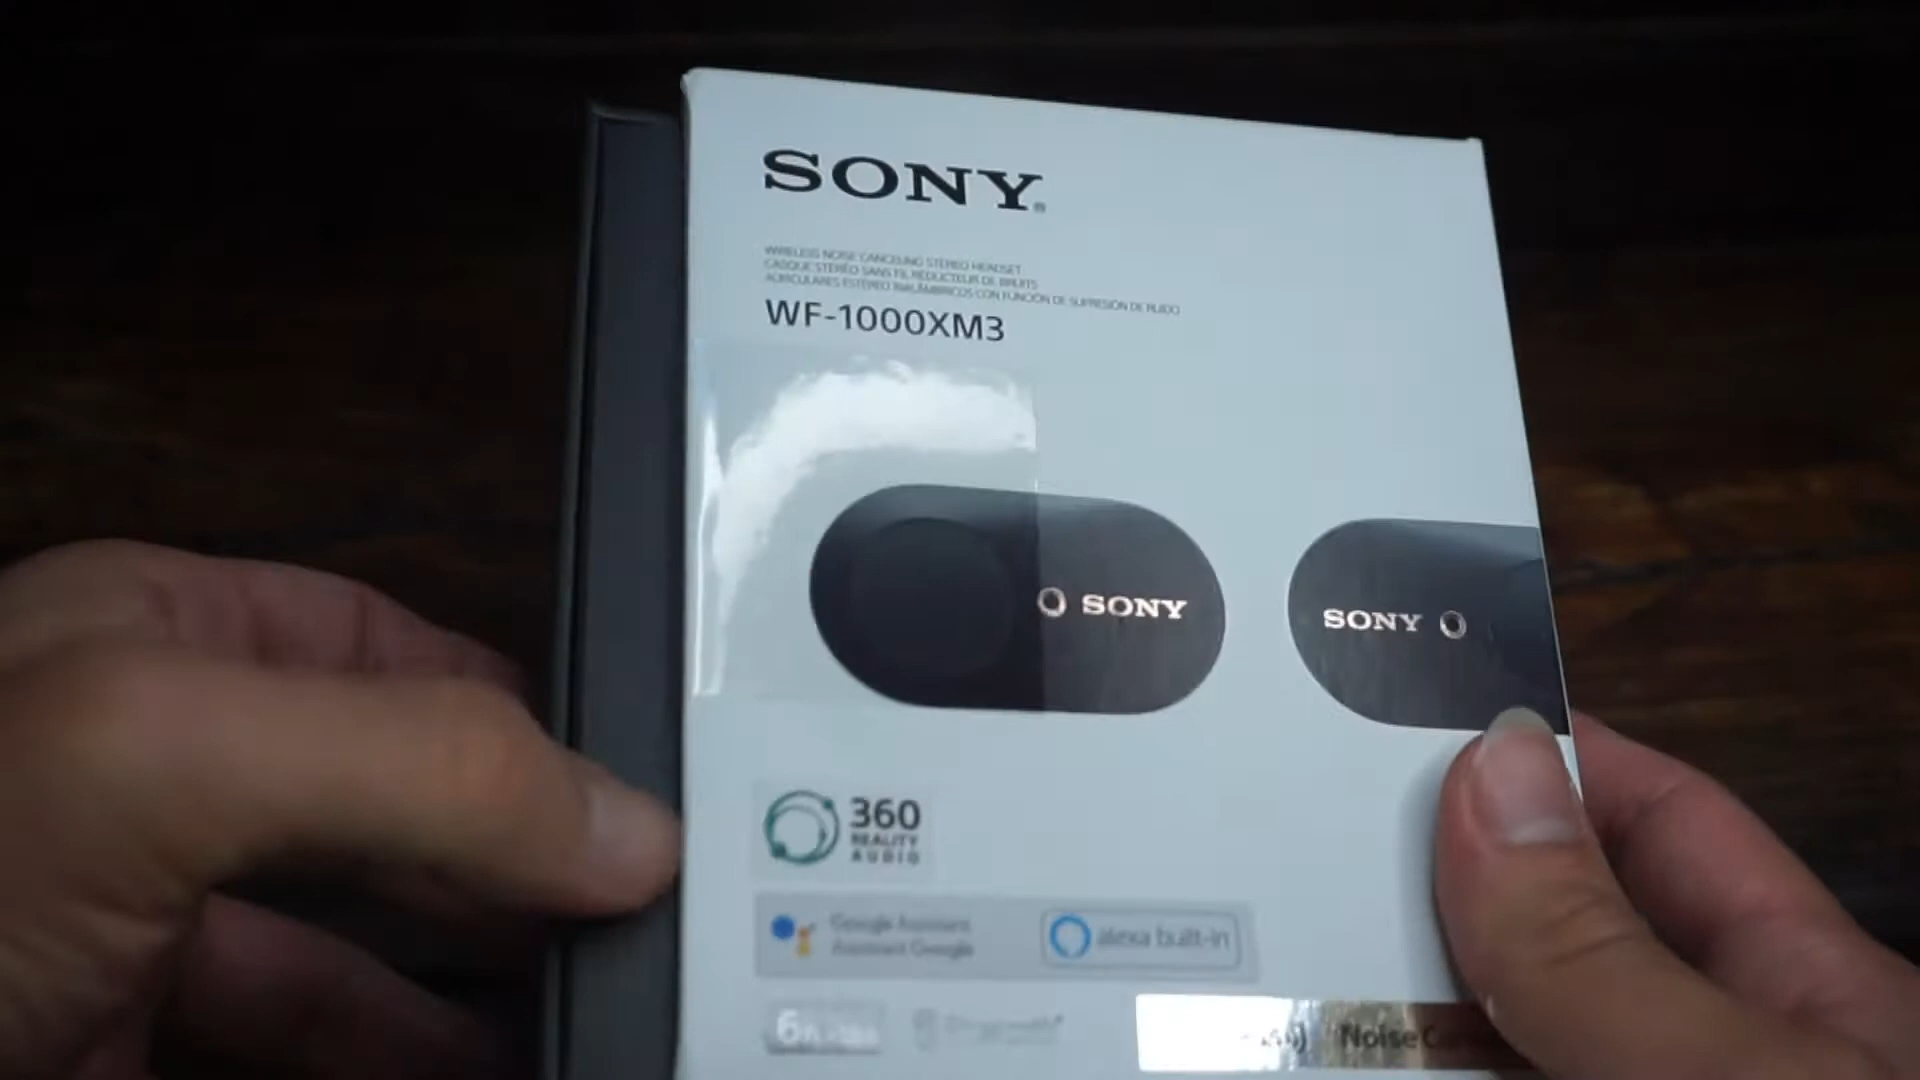 SONY
WIRELESS NOISE CANCELING STEREO HEADSET
CASQUE STÉRÉO SANS FIL RÉDUCTEUR DE BRUITS
AURICULARES ESTÉREO INALÁMBRICOS CON FUNCIÓN DE SUPRESIÓN DE RUIDO
WF-1000XM3
SONY
SONY
360
REALITY
AUDIO
Google Assistant
Assistant Google
alexa built-in
Noise